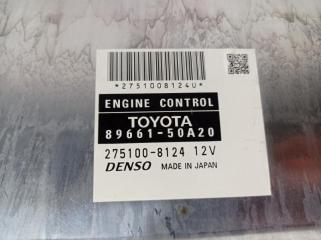 *2751008124U*
ENGINE CONTROL
TOYOTA
89661-50A20
275100-8124 12V
DENSO MADE IN JAPAN